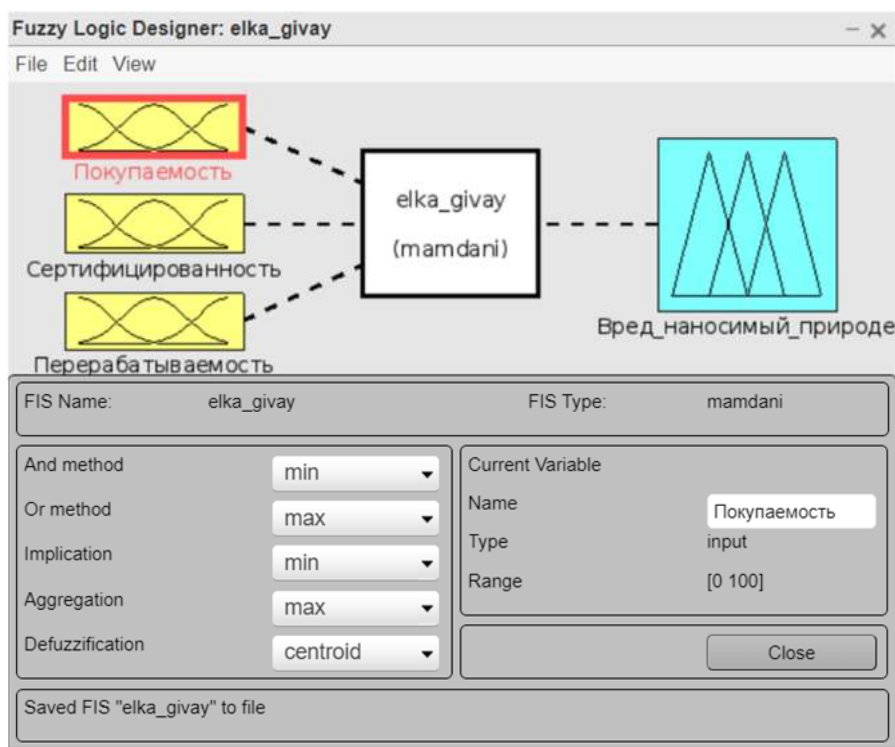 Fuzzy Logic Designer: elka_givay
File Edit View
Покупаемость
Сертифицированность
Перерабатываемость
elka_givay
(mamdani)
Вред_наносимый_природе
FIS Name: elka_givay FIS Type: mamdani
And method min
Or method max
Implication min
Aggregation max
Defuzzification centroid
Current Variable
Name Покупаемость
Type input
Range [0 100]
Close
Saved FIS "elka_givay" to file